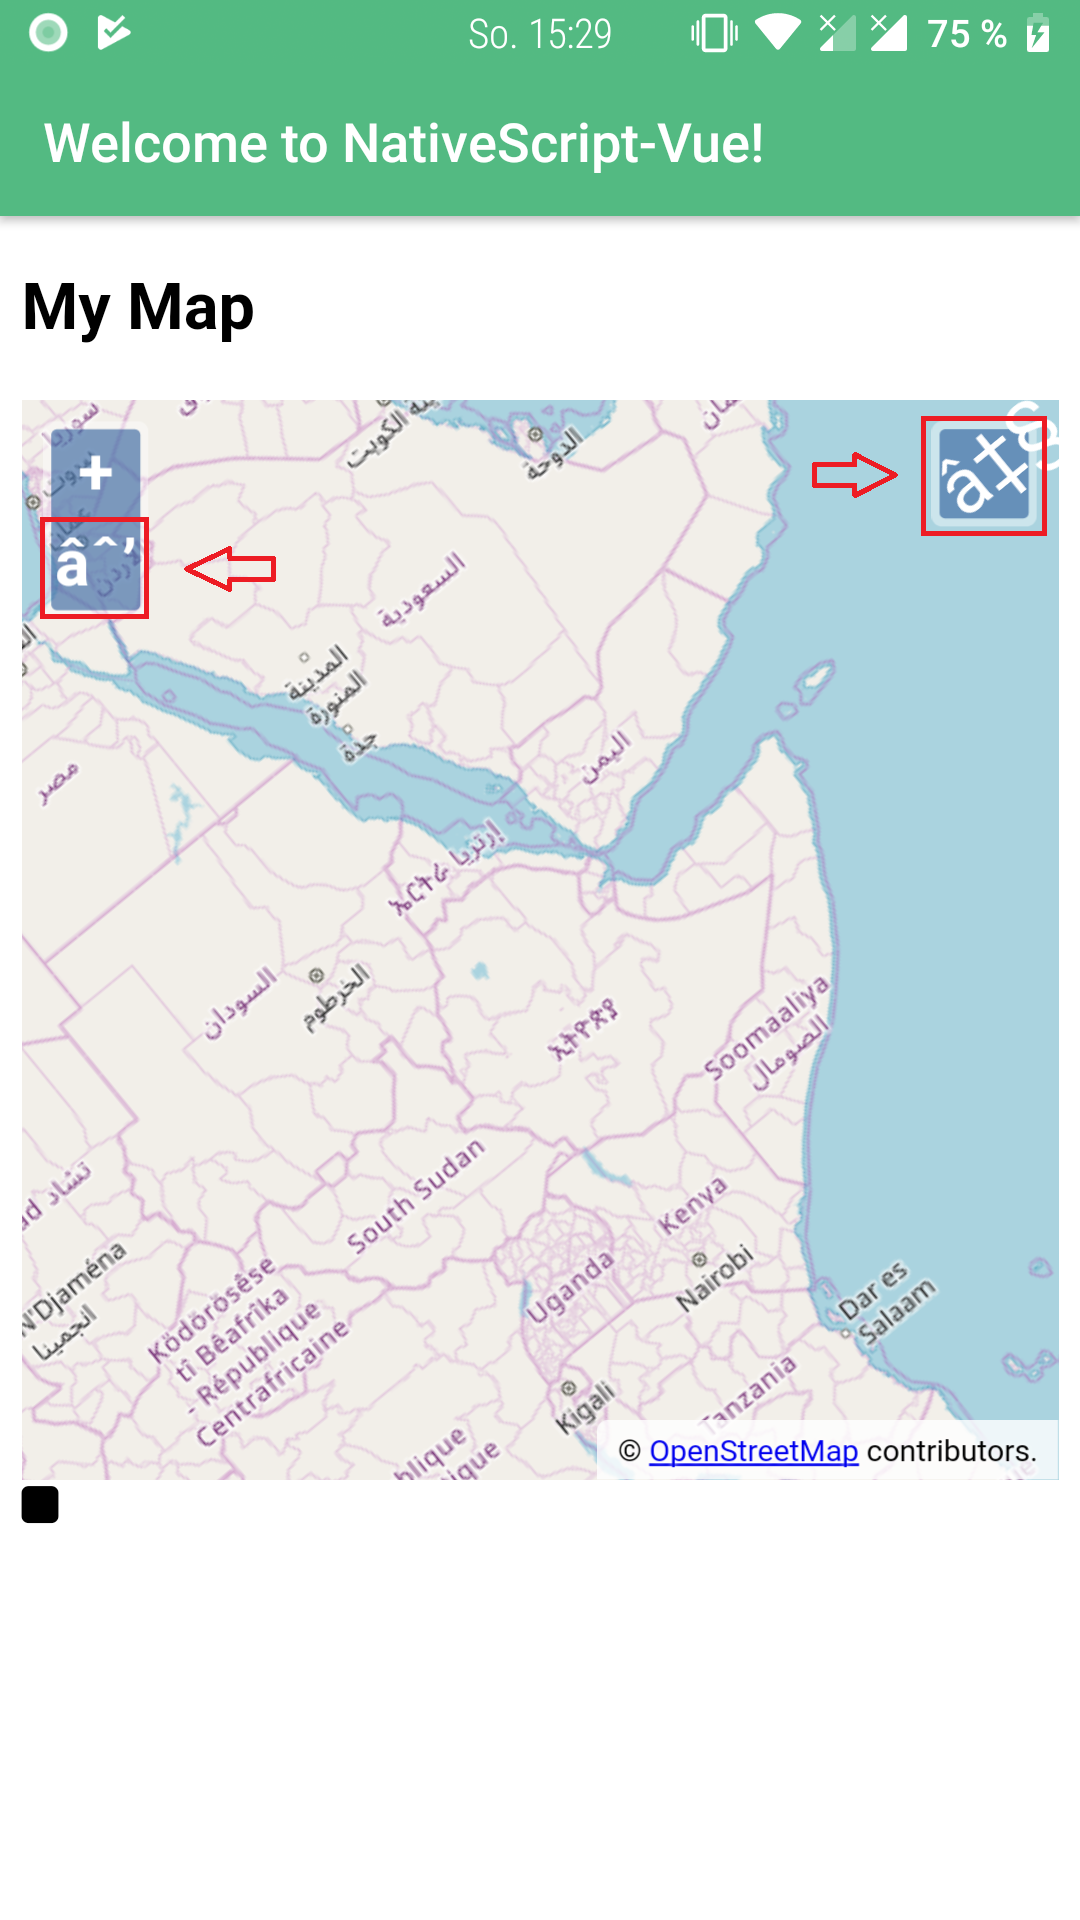 So. 15:29
75 %
Welcome to NativeScript-Vue!
My Map
+
âˆ’
â‡§
الكويت
الدوحة
السعودية
المدينة
المنورة
جدة
اليمن
مصر
إرتريا ኤርትራ
السودان
الخرطوم
ኢትዮጵያ
Soomaaliya
الصومال
South Sudan
Kenya
Nairobi
Uganda
Dar es
Salaam
N'Djaména
انجمينا
Ködörösêse
tî Bêafrîka
- République
Centrafricaine
Kigali
Tanzania
© OpenStreetMap contributors.